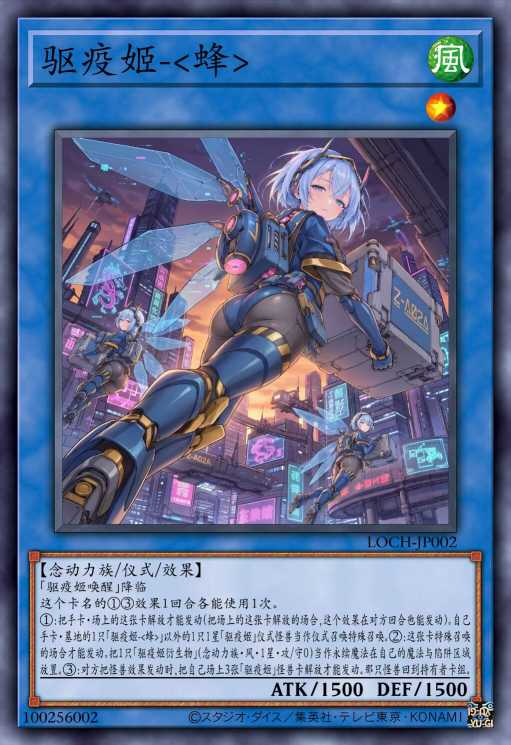 驱疫姬-<蜂>
風
Z-A02A
Z-A02A
LOCH-JP002
【念动力族/仪式/效果】
「驱疫姬唤醒」降临
这个卡名的①③效果1回合各能使用1次。
①:把手卡·场上的这张卡解放才能发动(把场上的这张卡解放的场合,这个效果在对方回合也能发动)。自己
手卡·墓地的1只「驱疫姬-<蜂>」以外的1只1星「驱疫姬」仪式怪兽当作仪式召唤特殊召唤。②:这张卡特殊召唤
的场合才能发动。把1只「驱疫姬衍生物」(念动力族·风·1星·攻/守0)当作永续魔法在自己的魔法与陷阱区域
放置。③:对方把怪兽效果发动时,把自己场上3张「驱疫姬」怪兽卡解放才能发动。那只怪兽回到持有者卡组。
ATK/1500 DEF/1500
100256002
©スタジオ・ダイス／集英社・テレビ東京・KONAMI